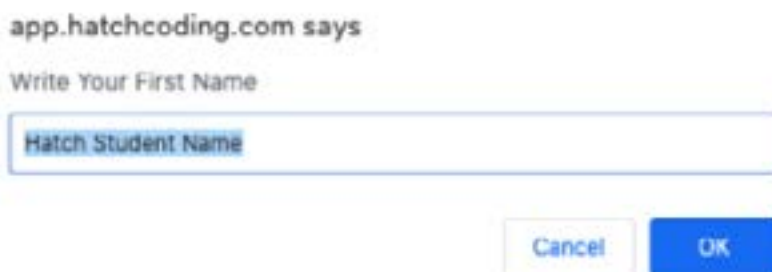 app.hatchcoding.com says
Write Your First Name
Hatch Student Name
Cancel OK